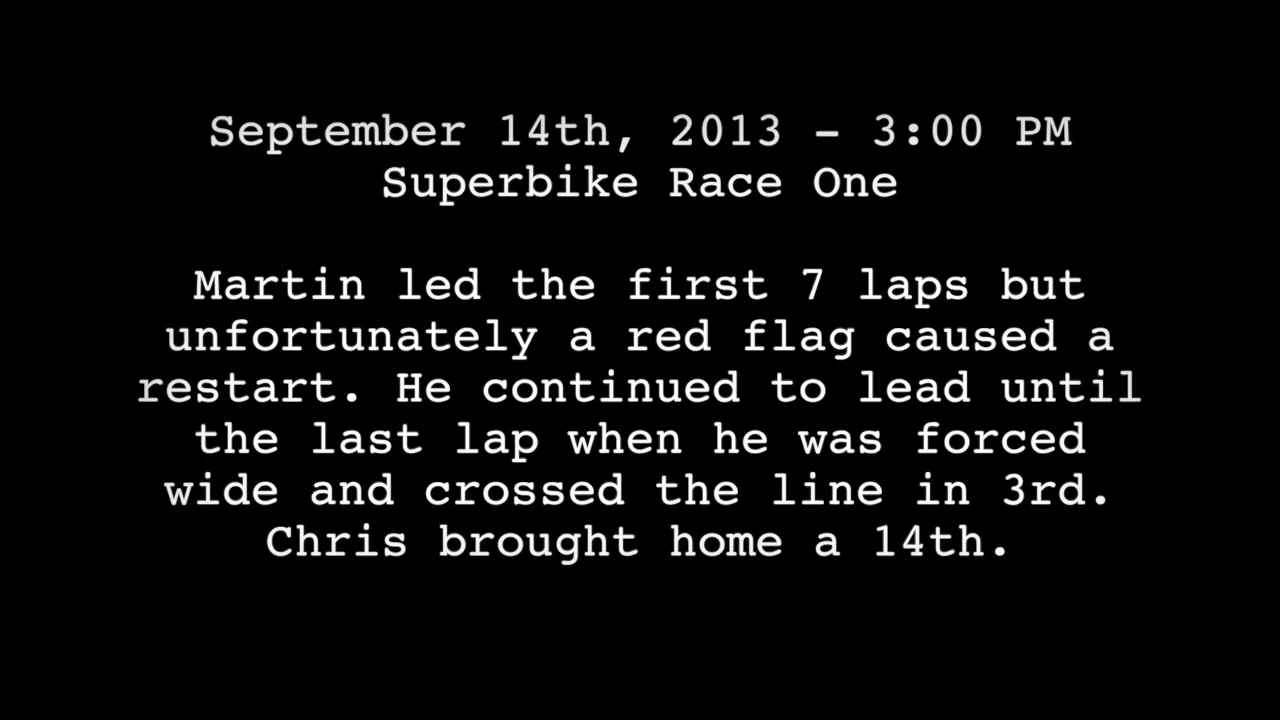 September 14th, 2013 – 3:00 PM
Superbike Race One
Martin led the first 7 laps but
unfortunately a red flag caused a
restart. He continued to lead until
the last lap when he was forced
wide and crossed the line in 3rd.
Chris brought home a 14th.